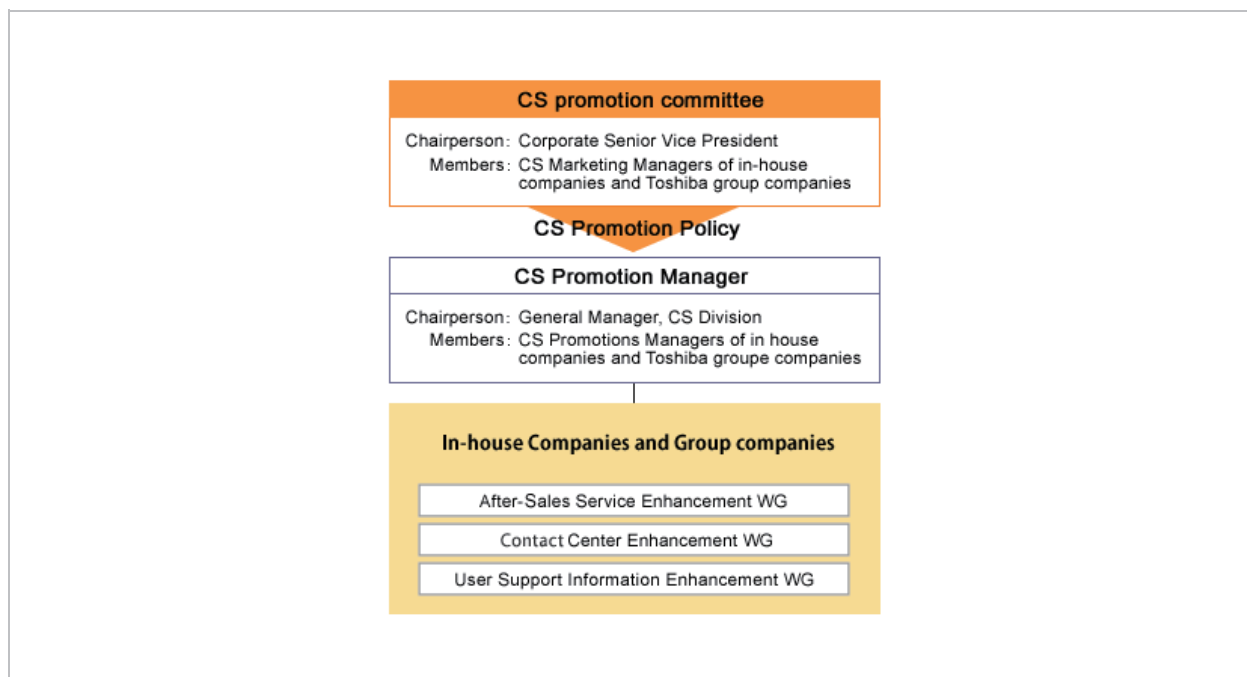 CS promotion committee
Chairperson: Corporate Senior Vice President
Members: CS Marketing Managers of in-house
companies and Toshiba group companies
CS Promotion Policy
CS Promotion Manager
Chairperson: General Manager, CS Division
Members: CS Promotions Managers of in house
companies and Toshiba groupe companies
In-house Companies and Group companies
After-Sales Service Enhancement WG
Contact Center Enhancement WG
User Support Information Enhancement WG